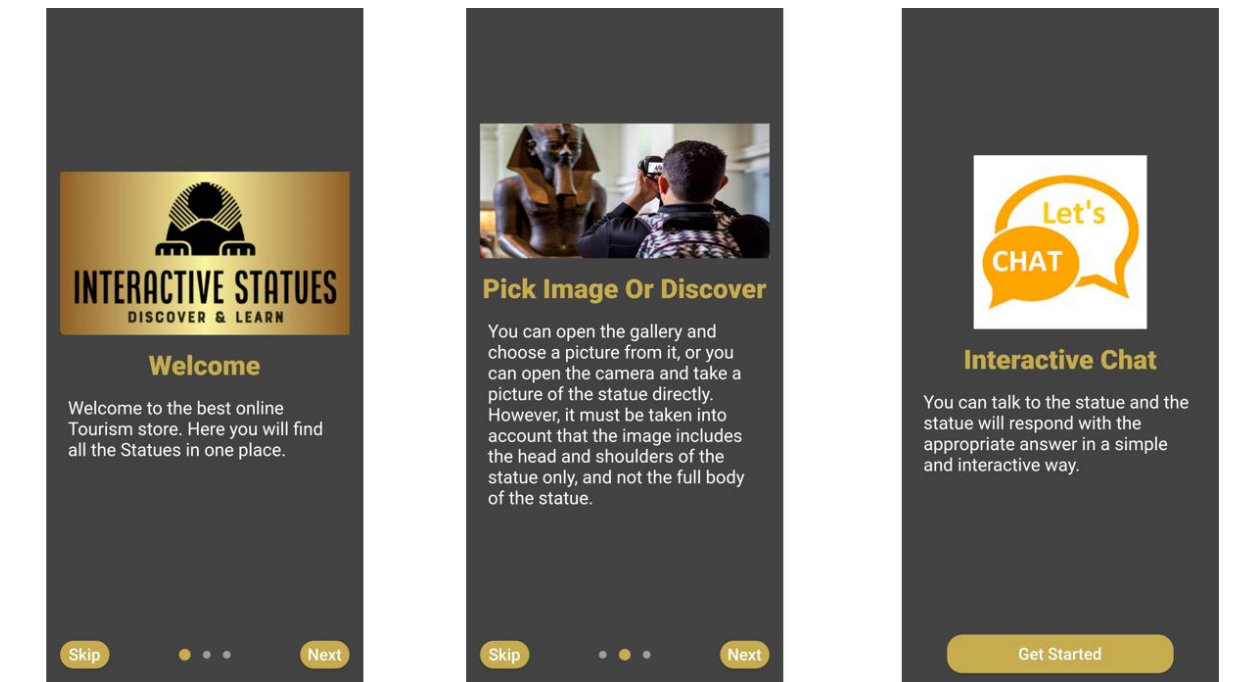 INTERACTIVE STATUES
DISCOVER & LEARN
Welcome
Welcome to the best online
Tourism store. Here you will find
all the Statues in one place.
Skip
Next
Pick Image Or Discover
You can open the gallery and
choose a picture from it, or you
can open the camera and take a
picture of the statue directly.
However, it must be taken into
account that the image includes
the head and shoulders of the
statue only, and not the full body
of the statue.
Skip
Next
Let's
CHAT
Interactive Chat
You can talk to the statue and the
statue will respond with the
appropriate answer in a simple
and interactive way.
Get Started